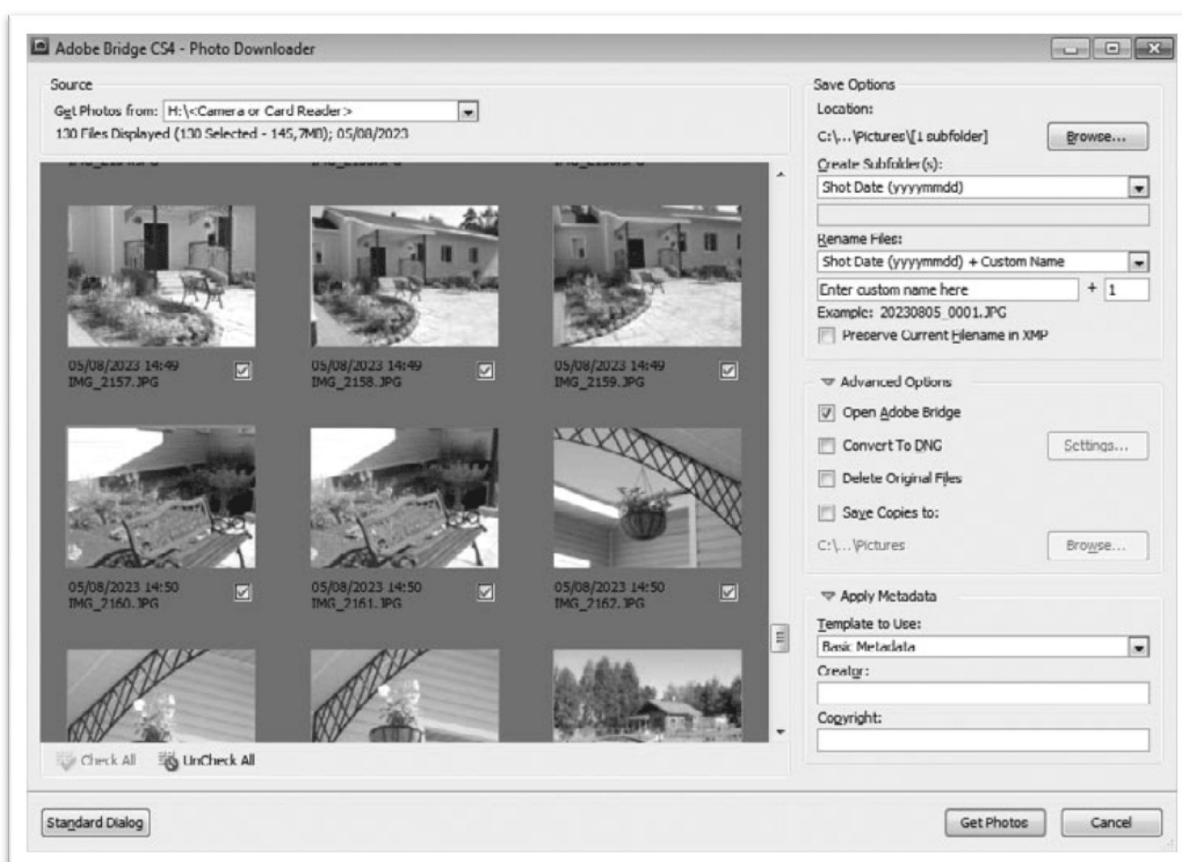 Adobe Bridge CS4 - Photo Downloader
Source
Get Photos from: H:\<Camera or Card Reader>
130 Files Displayed (130 Selected - 145,7MB); 05/08/2023
05/08/2023 14:49
IMG_2157.JPG
05/08/2023 14:49
IMG_2158.JPG
05/08/2023 14:49
IMG_2159.JPG
05/08/2023 14:50
IMG_2160.JPG
05/08/2023 14:50
IMG_2161.JPG
05/08/2023 14:50
IMG_2162.JPG
Check All UnCheck All
Standard Dialog
Save Options
Location:
C:\...\Pictures\[1 subfolder] Browse...
Create Subfolder(s):
Shot Date (yyyymmdd)
Rename Files:
Shot Date (yyyymmdd) + Custom Name
Enter custom name here + 1
Example: 20230805_0001.JPG
Preserve Current Filename in XMP
Advanced Options
Open Adobe Bridge
Convert To DNG Settings...
Delete Original Files
Save Copies to:
C:\...\Pictures Browse...
Apply Metadata
Template to Use:
Basic Metadata
Creator:
Copyright:
Get Photos Cancel